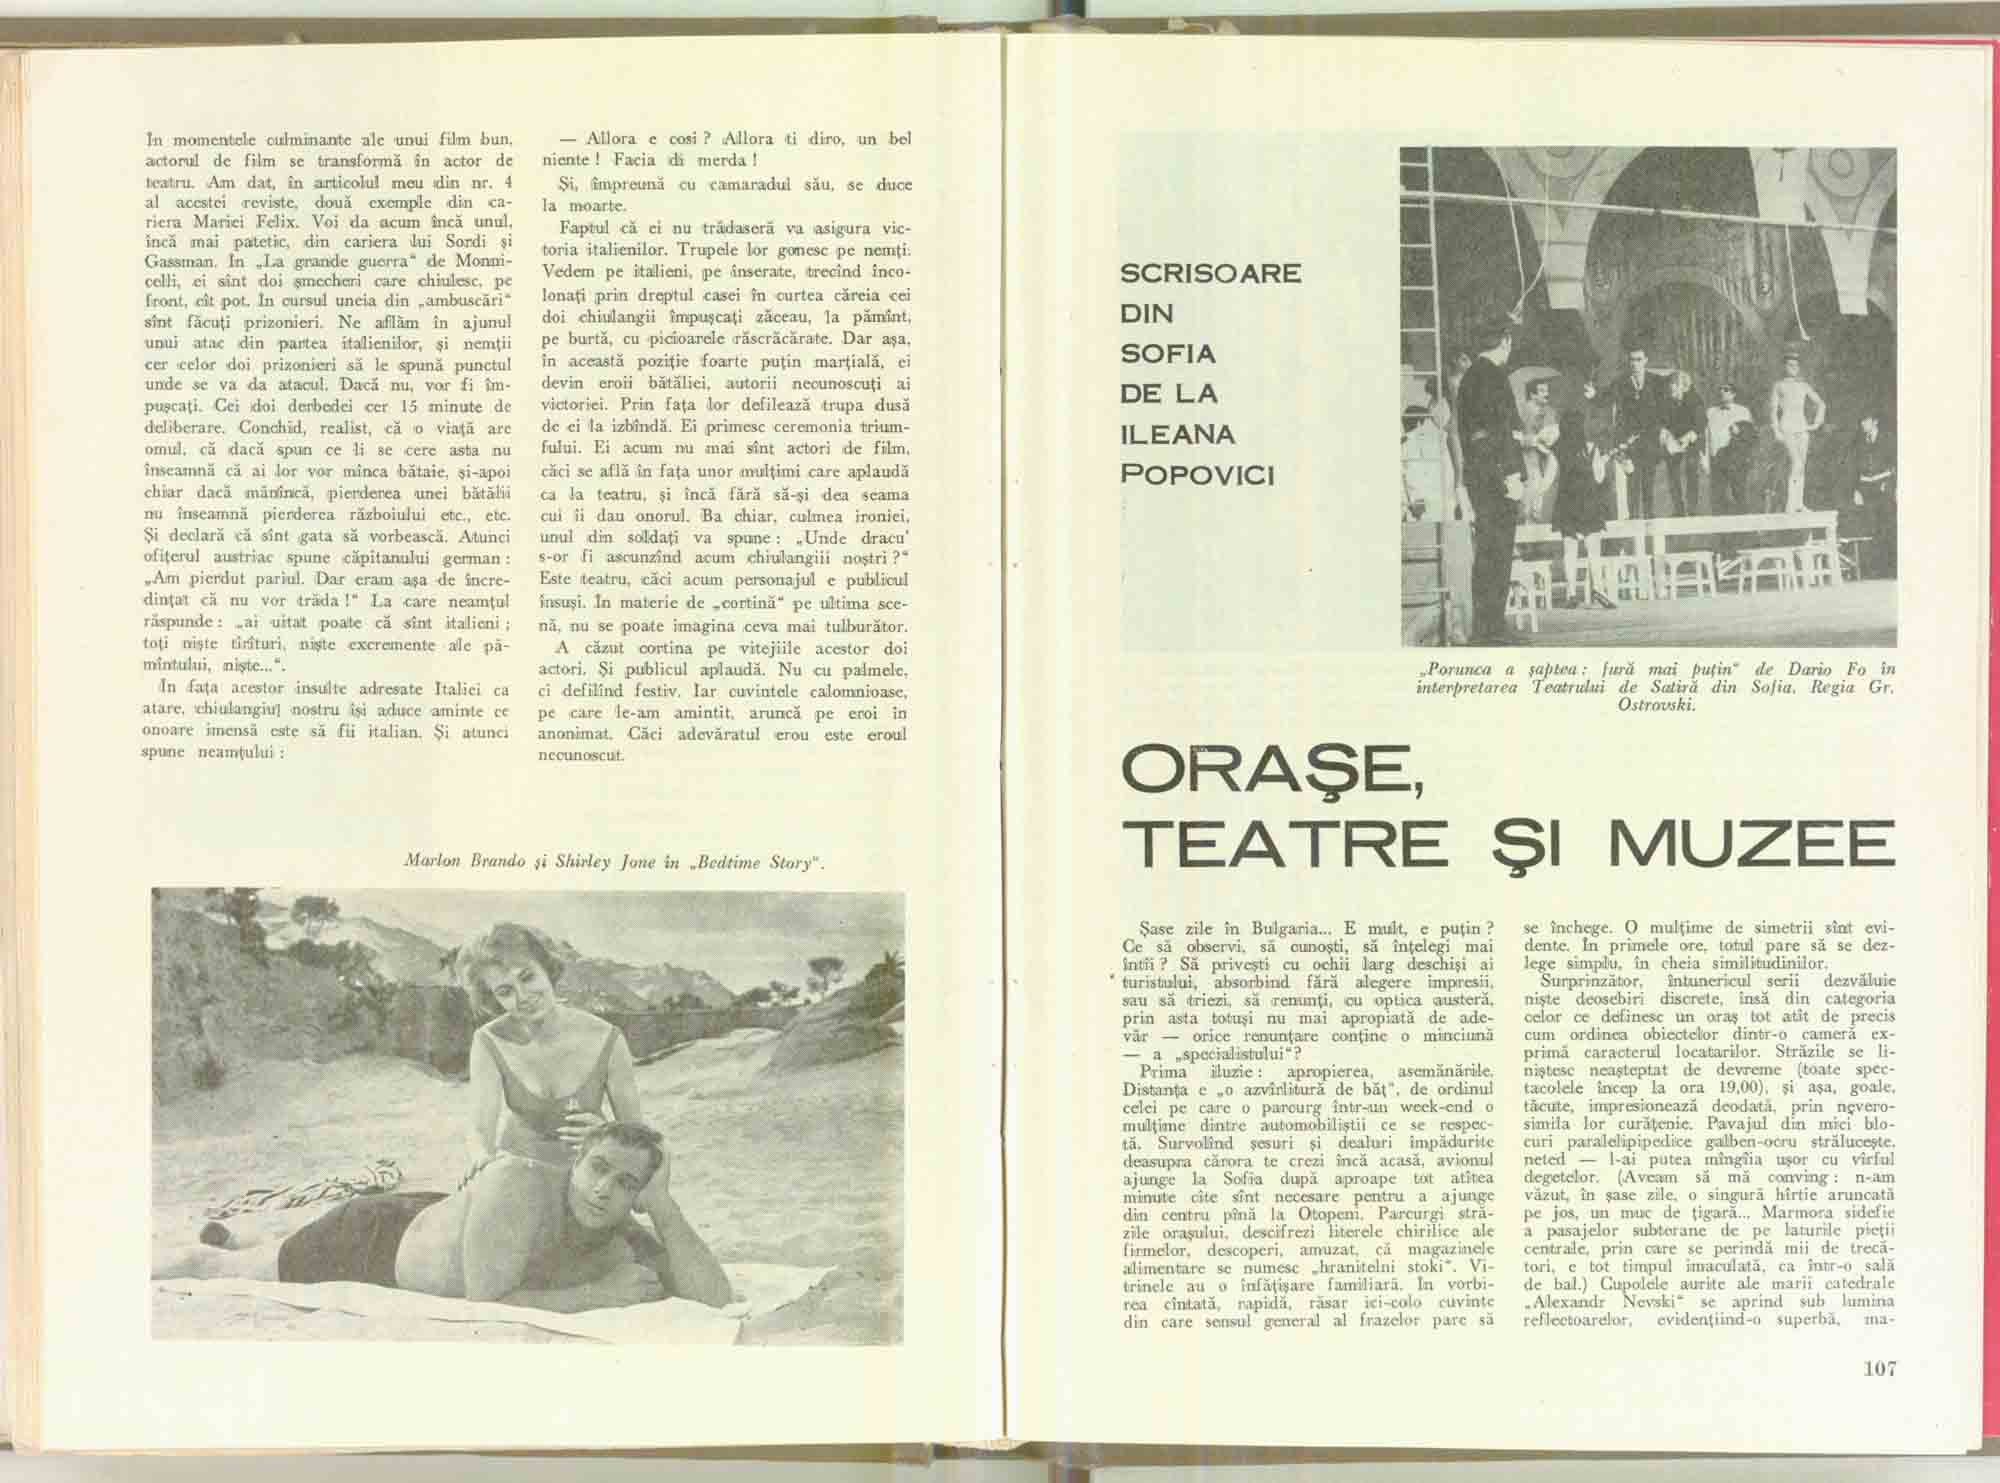 In momentele culminante ale unui film bun,
actorul de film se transformă în actor de
teatru. Am dat, în articolul meu din nr. 4
al acestei reviste, două exemple din ca-
riera Mariei Felix. Voi da acum încă unul,
încă mai patetic, din cariera lui Sordi și
Gassman. In „La grande guerra“ de Monni-
celli, ei sînt doi șmecheri care chiulesc, pe
front, cît pot. In cursul uneia din „ambuscări“
sînt făcuți prizonieri. Ne aflăm în ajunul
unui atac din partea italienilor, și nemții
cer celor doi prizonieri să le spună punctul
unde se va da atacul. Dacă nu, vor fi îm-
pușcați. Cei doi derbedei cer 15 minute de
deliberare. Conchid, realist, că o viață are
omul, că dacă spun ce li se cere asta nu
înseamnă că ai lor vor mînca bătaie, și-apoi
chiar dacă mănîncă, pierderea unei bătălii
nu înseamnă pierderea războiului etc., etc.
Și declară că sînt gata să vorbească. Atunci
ofițerul austriac spune căpitanului german :
„Am pierdut pariul. Dar eram așa de încre-
dințat că nu vor trăda !“ La care neamțul
răspunde : „ai uitat poate că sînt italieni ;
toți niște tîrîturi, niște excremente ale pă-
mîntului, niște...“.
In fața acestor insulte adresate Italiei ca
atare, chiulangiul nostru își aduce aminte ce
onoare imensă este să fii italian. Și atunci
spune neamțului :
— Allora e cosi ? Allora ti diro, un bel
niente ! Facia di merda !
Și, împreună cu camaradul său, se duce
la moarte.
Faptul că ei nu trădaseră va asigura vic-
toria italienilor. Trupele lor gonesc pe nemți.
Vedem pe italieni, pe înserate, trecînd înco-
lonați prin dreptul casei în curtea căreia cei
doi chiulangii împușcați zăceau, la pămînt,
pe burtă, cu picioarele răscrăcărate. Dar așa,
în această poziție foarte puțin marțială, ei
devin eroii bătăliei, autorii necunoscuți ai
victoriei. Prin fața lor defilează trupa dusă
de ei la izbîndă. Ei primesc ceremonia trium-
fului. Ei acum nu mai sînt actori de film,
căci se află în fața unor mulțimi care aplaudă
ca la teatru, și încă fără să-și dea seama
cui îi dau onorul. Ba chiar, culmea ironiei,
unul din soldați va spune : „Unde dracu'
s-or fi ascunzînd acum chiulangiii noștri ?“
Este teatru, căci acum personajul e publicul
însuși. In materie de „cortină“ pe ultima sce-
nă, nu se poate imagina ceva mai tulburător.
A căzut cortina pe vitejiile acestor doi
actori. Și publicul aplaudă. Nu cu palmele,
ci defilînd festiv. Iar cuvintele calomnioase,
pe care le-am amintit, aruncă pe eroi în
anonimat. Căci adevăratul erou este eroul
necunoscut.
Marlon Brando și Shirley Jone în „Bedtime Story“.
SCRISOARE
DIN
SOFIA
DE LA
ILEANA
POPOVICI
„Porunca a șaptea : fură mai puțin“ de Dario Fo în
interpretarea Teatrului de Satiră din Sofia. Regia Gr.
Ostrovski.
ORAȘE,
TEATRE ȘI MUZEE
Șase zile în Bulgaria... E mult, e puțin ?
Ce să observi, să cunoști, să înțelegi mai
întîi ? Să privești cu ochii larg deschiși ai
turistului, absorbind fără alegere impresii,
sau să triezi, să renunți, cu optica austeră,
prin asta totuși nu mai apropiată de ade-
văr — orice renunțare conține o minciună
— a „specialistului“ ?
Prima iluzie : apropierea, asemănările.
Distanța e „o azvîrlitură de băț“, de ordinul
celei pe care o parcurg într-un week-end o
mulțime dintre automobiliștii ce se respec-
tă. Survolînd șesuri și dealuri împădurite
deasupra cărora te crezi încă acasă, avionul
ajunge la Sofia după aproape tot atîtea
minute cîte sînt necesare pentru a ajunge
din centru pînă la Otopeni. Parcurgi stră-
zile orașului, descifrezi literele chirilice ale
firmelor, descoperi, amuzat, că magazinele
alimentare se numesc „hranitelni stoki“. Vi-
trinele au o înfățișare familiară. In vorbi-
rea cîntată, rapidă, răsar ici-colo cuvinte
din care sensul general al frazelor pare să
se închege. O mulțime de simetrii sînt evi-
dente. In primele ore, totul pare să se dez-
lege simplu, în cheia similitudinilor.
Surprinzător, întunericul serii dezvăluie
niște deosebiri discrete, însă din categoria
celor ce definesc un oraș tot atît de precis
cum ordinea obiectelor dintr-o cameră ex-
primă caracterul locatarilor. Străzile se li-
niștesc neașteptat de devreme (toate spec-
tacolele încep la ora 19,00), și așa, goale,
tăcute, impresionează deodată, prin nevero-
simila lor curățenie. Pavajul din mici blo-
curi paralelipipedice galben-ocru strălucește,
neted — l-ai putea mîngîia ușor cu vîrful
degetelor. (Aveam să mă conving : n-am
văzut, în șase zile, o singură hîrtie aruncată
pe jos, un muc de țigară... Marmora sidefie
a pasajelor subterane de pe laturile pieții
centrale, prin care se perindă mii de trecă-
tori, e tot timpul imaculată, ca într-o sală
de bal.) Cupolele aurite ale marii catedrale
„Alexandr Nevski“ se aprind sub lumina
reflectoarelor, evidențiind-o superbă, ma-
107